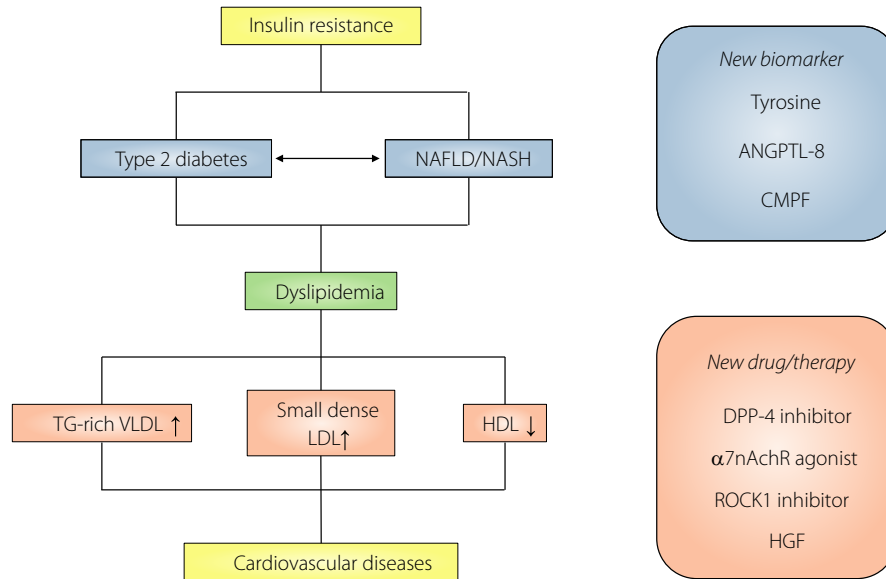 Insulin resistance
Type 2 diabetes
NAFLD/NASH
Dyslipidemia
TG-rich VLDL ↑
Small dense
LDL↑
HDL ↓
Cardiovascular diseases
New biomarker
Tyrosine
ANGPTL-8
CMPF
New drug/therapy
DPP-4 inhibitor
α7nAchR agonist
ROCK1 inhibitor
HGF